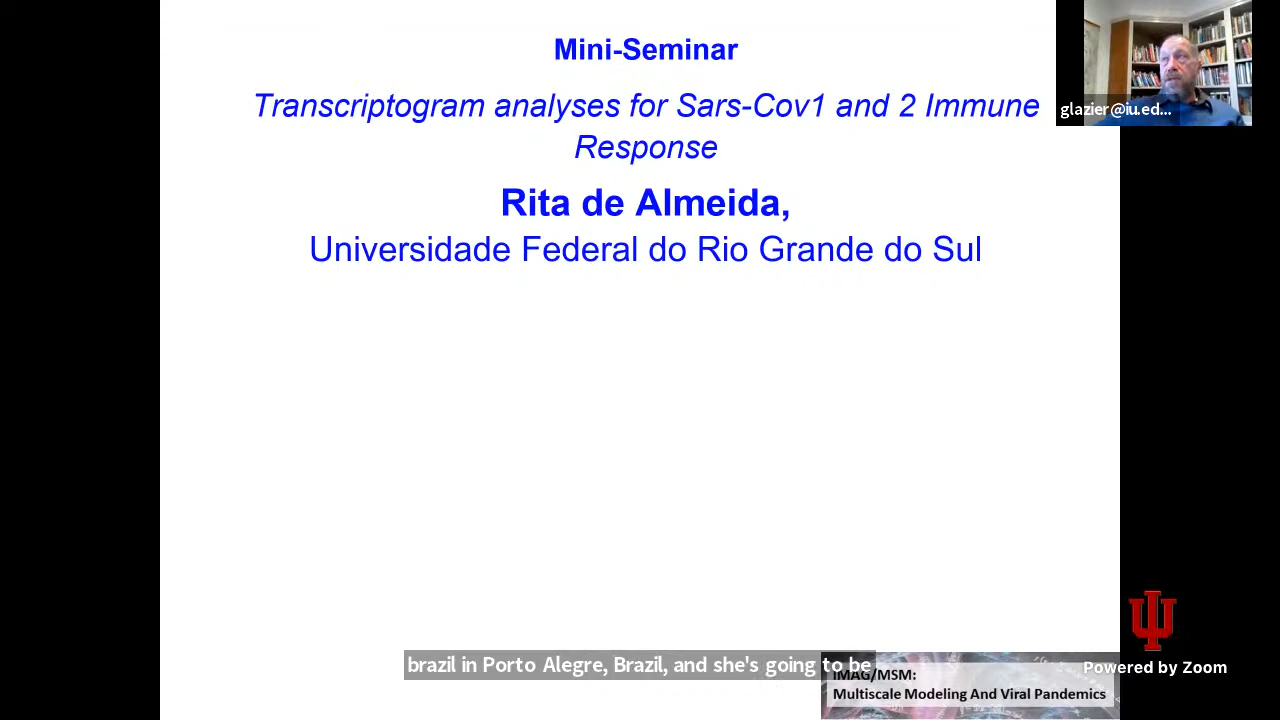 Mini-Seminar
glazier@iu.ed...
Transcriptogram analyses for Sars-Cov1 and 2 Immune
Response
Rita de Almeida,
Universidade Federal do Rio Grande do Sul
brazil in Porto Alegre, Brazil, and she's going to be
IMAG/MSM:
Multiscale Modeling And Viral Pandemics
Powered by Zoom